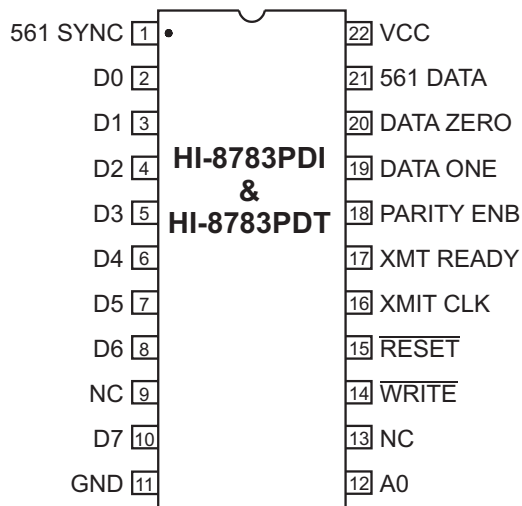 561 SYNC 1 22 VCC
D0 2 21 561 DATA
D1 3 20 DATA ZERO
D2 4 HI-8783PDI 19 DATA ONE
&
D3 5 HI-8783PDT 18 PARITY ENB
D4 6 17 XMT READY
D5 7 16 XMIT CLK
D6 8 15 RESET
NC 9 14 WRITE
D7 10 13 NC
GND 11 12 A0